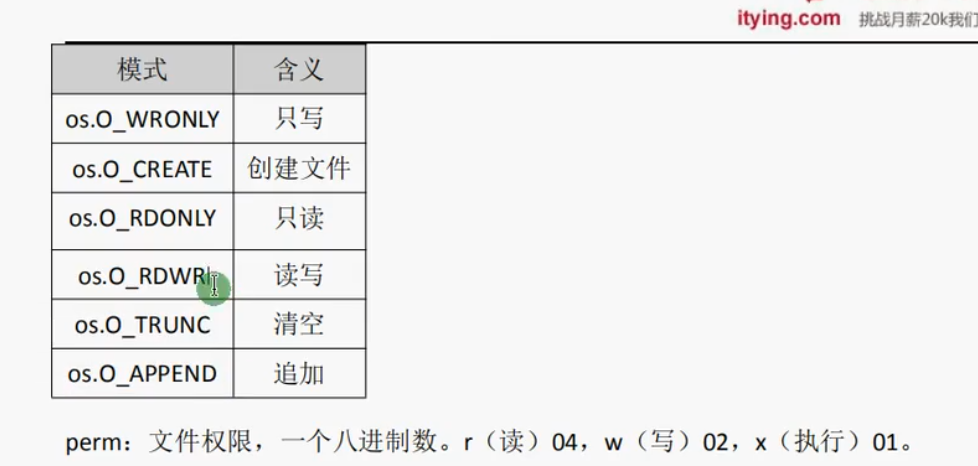 itying.com 挑战月薪20k我们
模式 含义
os.O_WRONLY 只写
os.O_CREATE 创建文件
os.O_RDONLY 只读
os.O_RDWR 读写
os.O_TRUNC 清空
os.O_APPEND 追加
perm：文件权限，一个八进制数。r（读）04，w（写）02，x（执行）01。